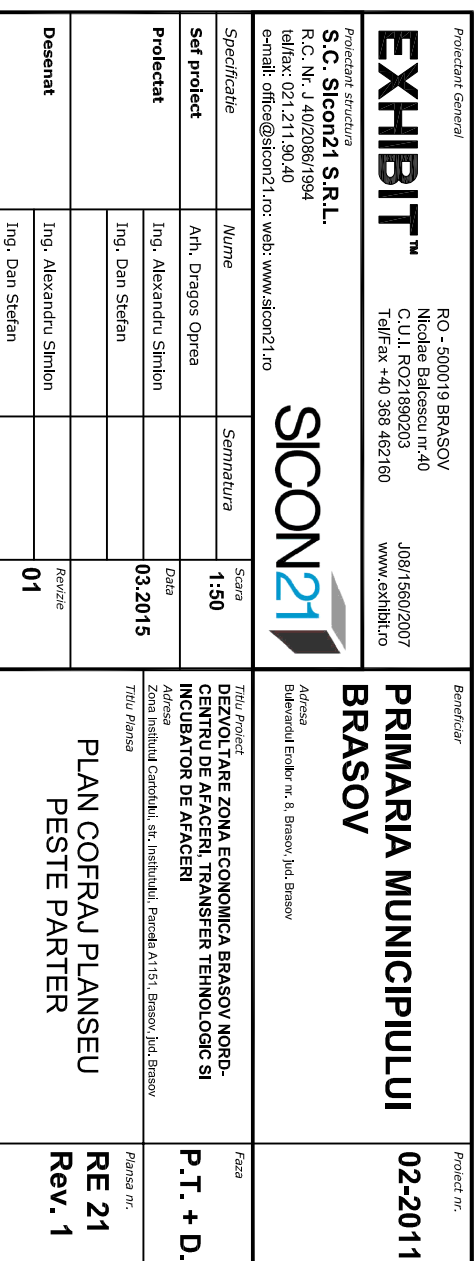 Proiectant General
EXHIBIT™
RO - 500019 BRASOV
Nicolae Balcescu nr.40
C.U.I. RO21890203
Tel/Fax +40 368 462160
J08/1560/2007
www.exhibit.ro
Beneficiar
PRIMARIA MUNICIPIULUI
BRASOV
Adresa
Bulevardul Eroilor nr. 8, Brasov, jud. Brasov
Proiect nr.
02-2011
Proiectant structura
S.C. Sicon21 S.R.L.
R.C. Nr. J 40/2086/1994
tel/fax: 021.211.90.40
e-mail: office@sicon21.ro: web: www.sicon21.ro
SICON21
Specificatie
Nume
Semnatura
Scara
1:50
Titlu Proiect
DEZVOLTARE ZONA ECONOMICA BRASOV NORD-
CENTRU DE AFACERI, TRANSFER TEHNOLOGIC SI
INCUBATOR DE AFACERI
Adresa
Zona Institutul Cartofului, str. Institutului, Parcela A1151, Brasov, jud. Brasov
Faza
P.T. + D.
Sef proiect
Arh. Dragos Oprea
Proiectat
Ing. Alexandru Simion
Ing. Dan Stefan
Data
03.2015
Desenat
Ing. Alexandru Simion
Ing. Dan Stefan
Revizie
01
Titlu Plansa
PLAN COFRAJ PLANSEU
PESTE PARTER
Plansa nr.
RE 21
Rev. 1